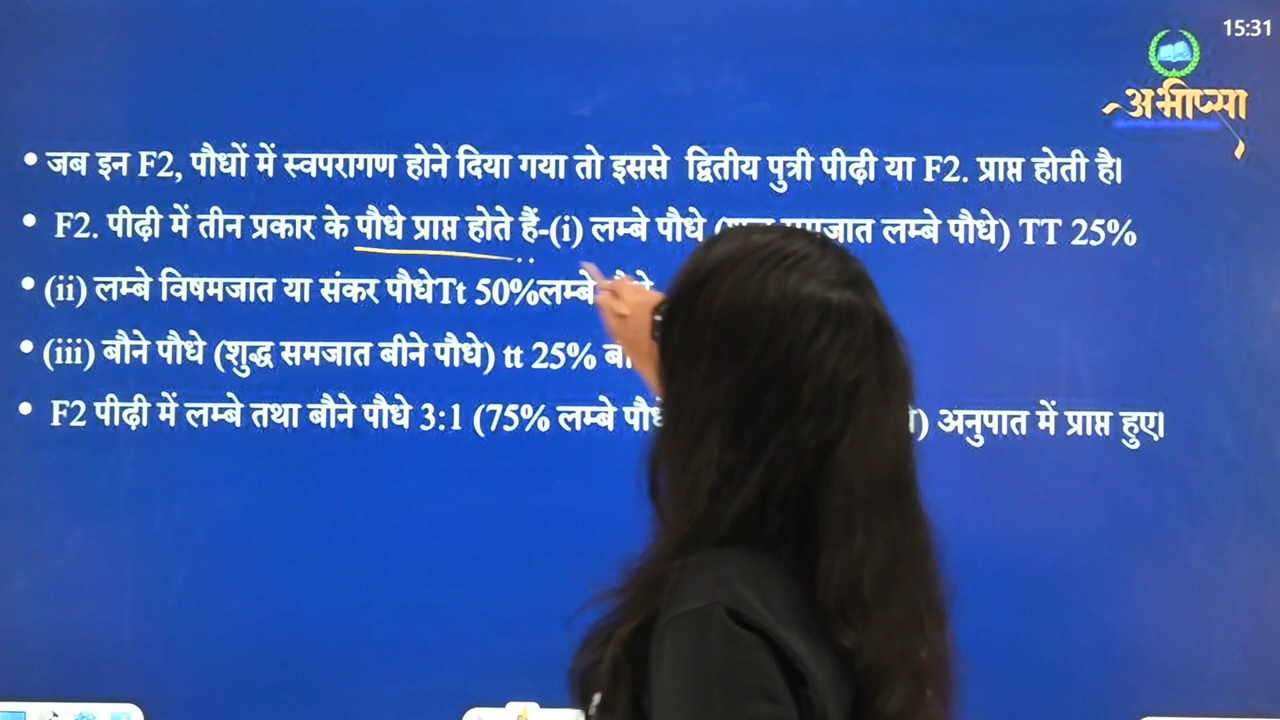 15:31
अभीप्सा
• जब इन F2, पौधों में स्वपरागण होने दिया गया तो इससे द्वितीय पुत्री पीढ़ी या F2. प्राप्त होती है।
• F2. पीढ़ी में तीन प्रकार के पौधे प्राप्त होते हैं-(i) लम्बे पौधे ( लम्बे पौधे) TT 25%
• (ii) लम्बे विषमजात या संकर पौधेTt 50%लम्बे
• (iii) बौने पौधे (शुद्ध समजात बीने पौधे) tt 25%
• F2 पीढ़ी में लम्बे तथा बौने पौधे 3:1 (75% लम्बे ) अनुपात में प्राप्त हुए।